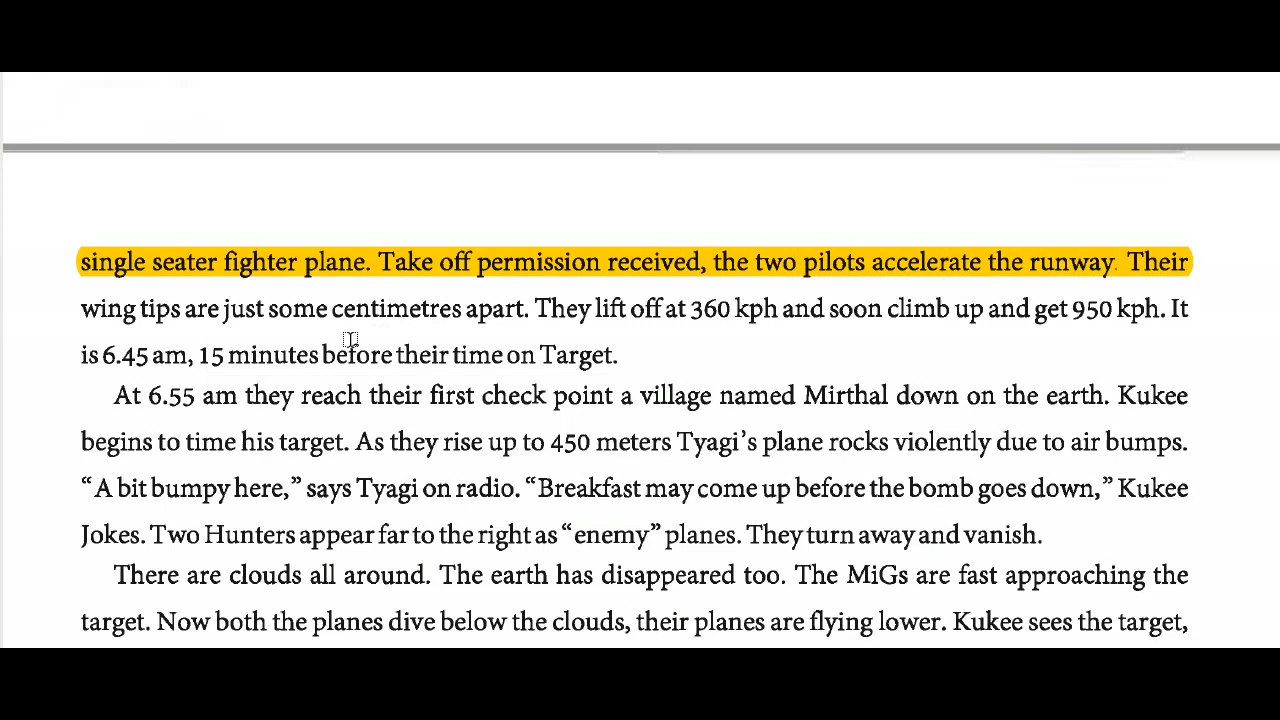 single seater fighter plane. Take off permission received, the two pilots accelerate the runway. Their
wing tips are just some centimetres apart. They lift off at 360 kph and soon climb up and get 950 kph. It
is 6.45 am, 15 minutes before their time on Target.
At 6.55 am they reach their first check point a village named Mirthal down on the earth. Kukee
begins to time his target. As they rise up to 450 meters Tyagi’s plane rocks violently due to air bumps.
“A bit bumpy here,” says Tyagi on radio. “Breakfast may come up before the bomb goes down,” Kukee
Jokes. Two Hunters appear far to the right as “enemy” planes. They turn away and vanish.
There are clouds all around. The earth has disappeared too. The MiGs are fast approaching the
target. Now both the planes dive below the clouds, their planes are flying lower. Kukee sees the target,